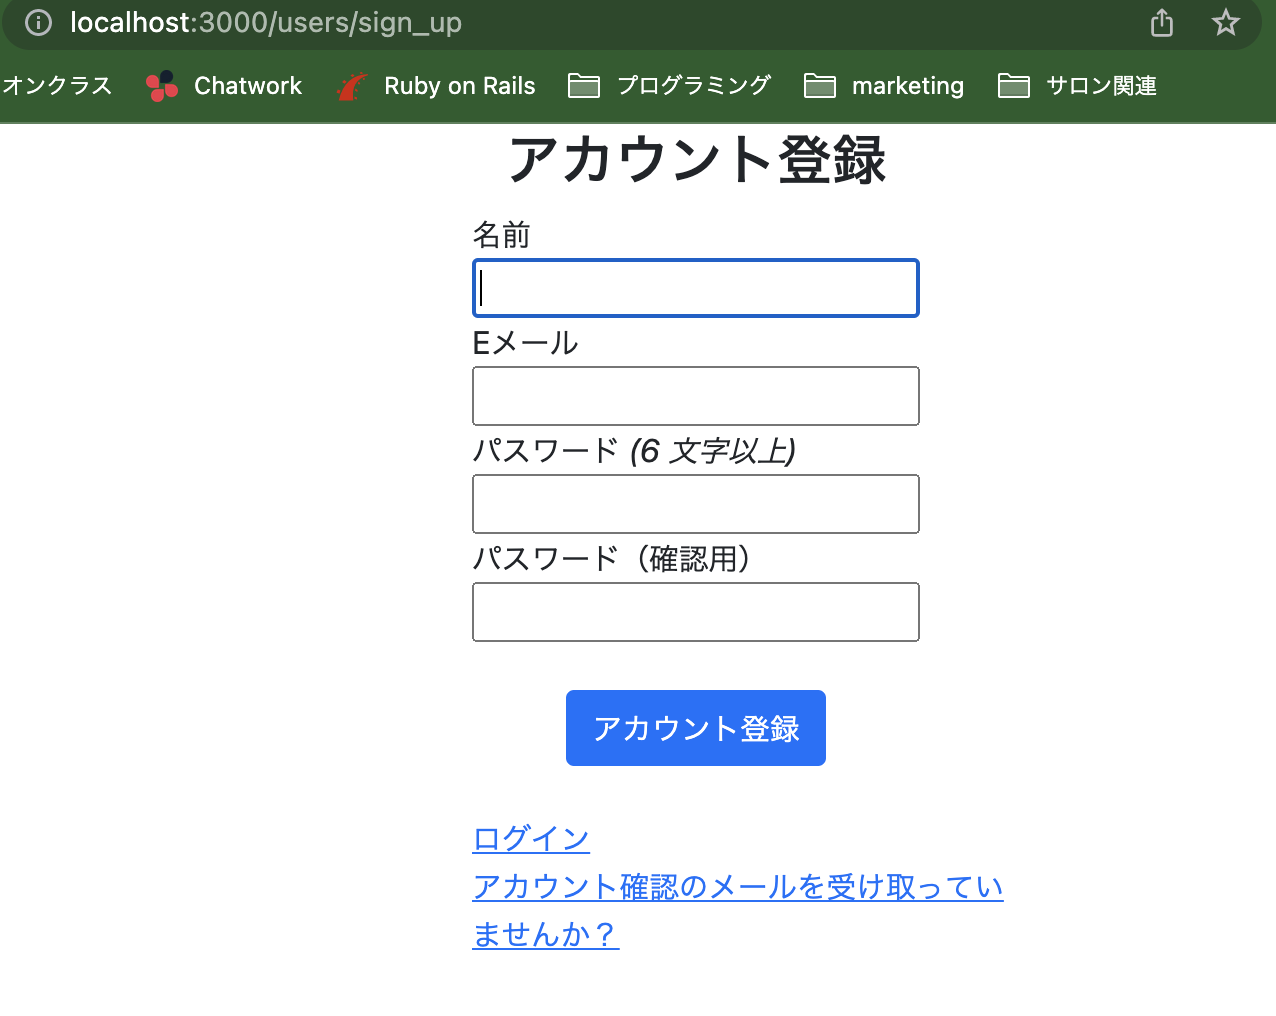 localhost:3000/users/sign_up
オンクラス Chatwork Ruby on Rails プログラミング marketing サロン関連
アカウント登録
名前
Eメール
パスワード (6 文字以上)
パスワード（確認用）
アカウント登録
ログイン
アカウント確認のメールを受け取ってい
ませんか？